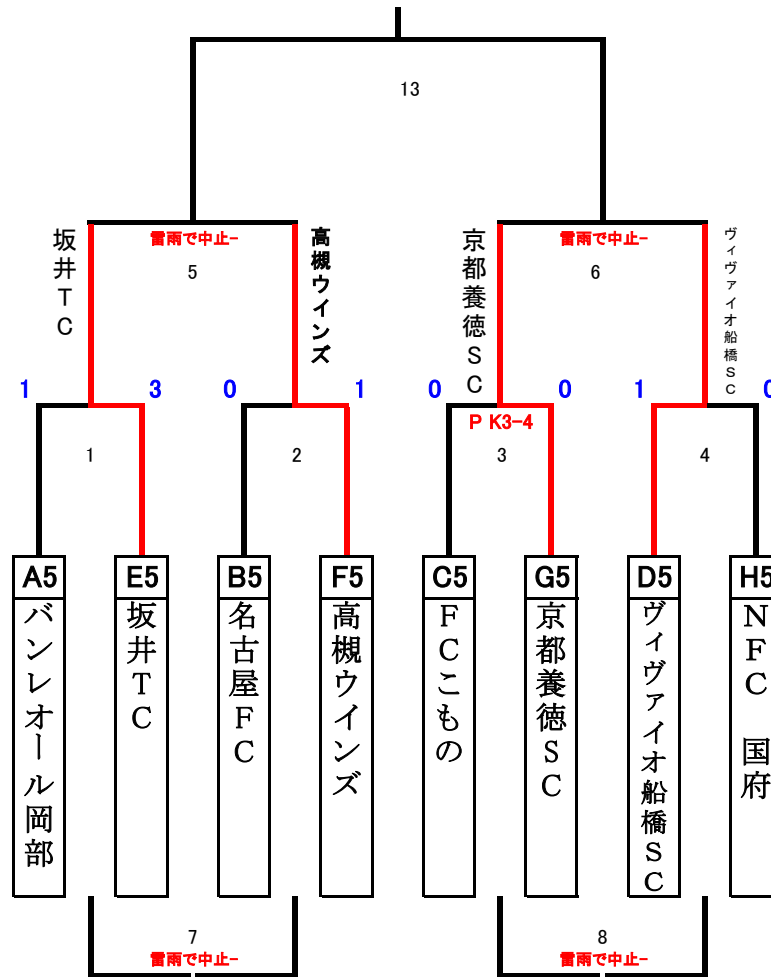 13
坂井TC
雷雨で中止-
高槻ウインズ
京都養徳SC
雷雨で中止-
ヴィヴァイオ船橋SC
5
6
1
3
0
1
0
0
1
0
P K3-4
1
2
3
4
A5
E5
B5
F5
C5
G5
D5
H5
バンレオール岡部
坂井TC
名古屋FC
高槻ウインズ
FCこもの
京都養徳SC
ヴィヴァイオ船橋SC
NFC 国府
7
雷雨で中止-
8
雷雨で中止-